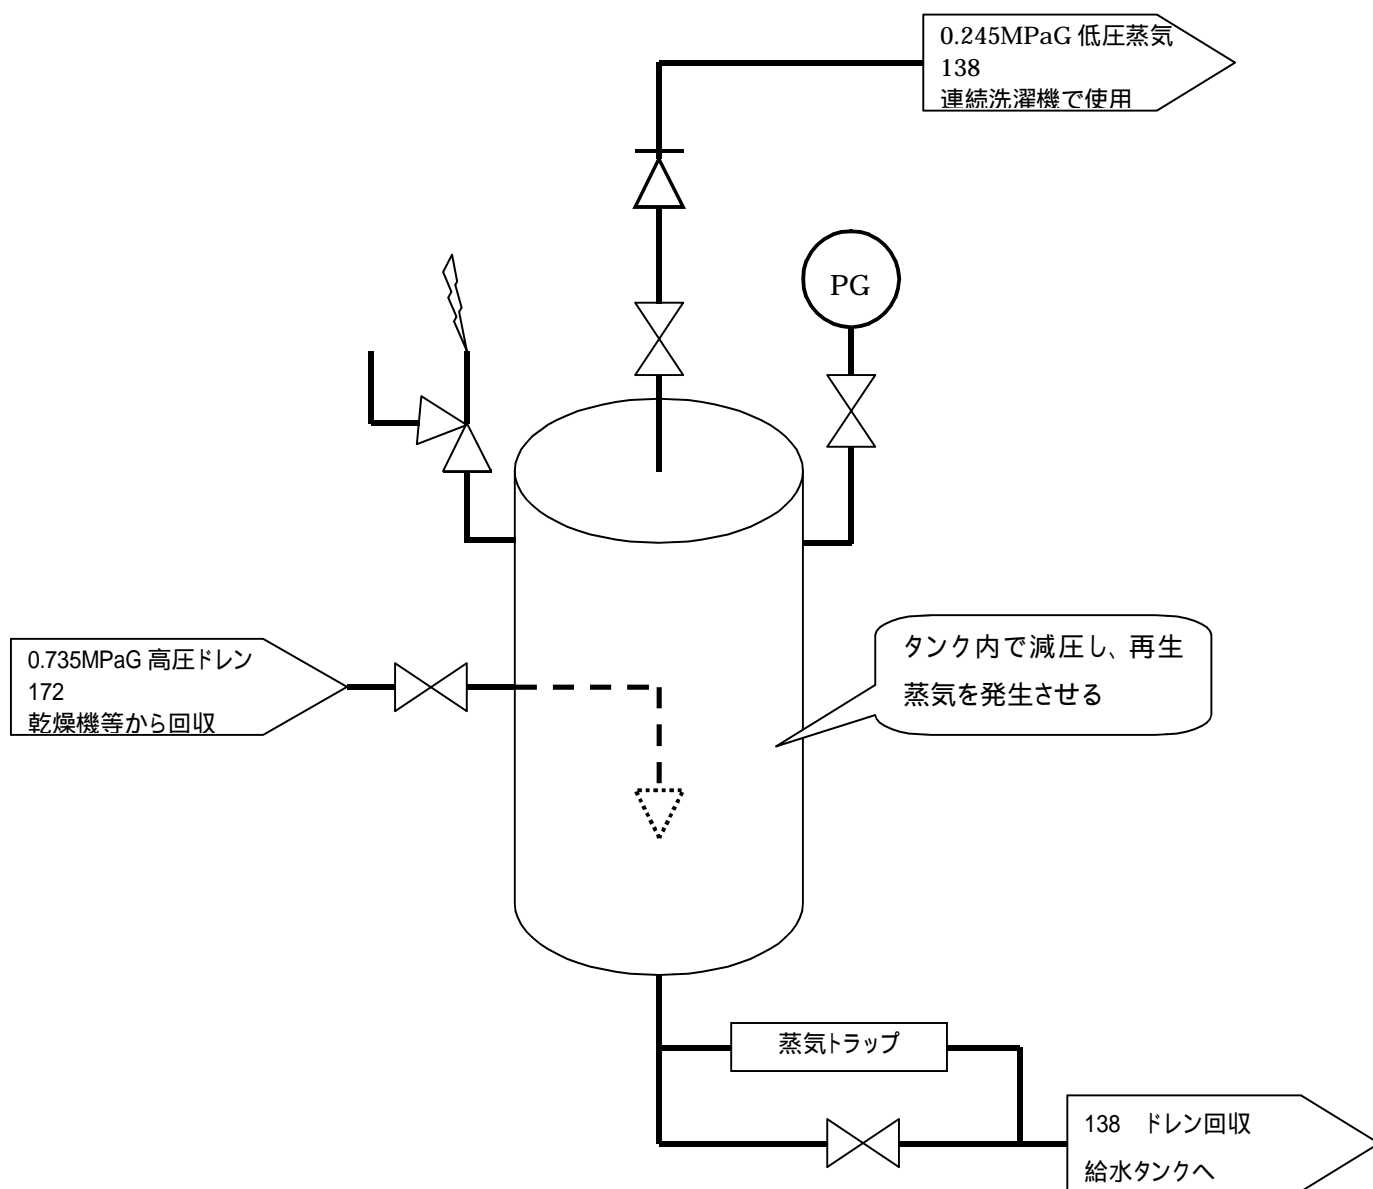 0.245MPaG 低圧蒸気
138
連続洗濯機で使用
PG
タンク内で減圧し、再生
蒸気を発生させる
0.735MPaG 高圧ドレン
172
乾燥機等から回収
蒸気トラップ
138　ドレン回収
給水タンクへ